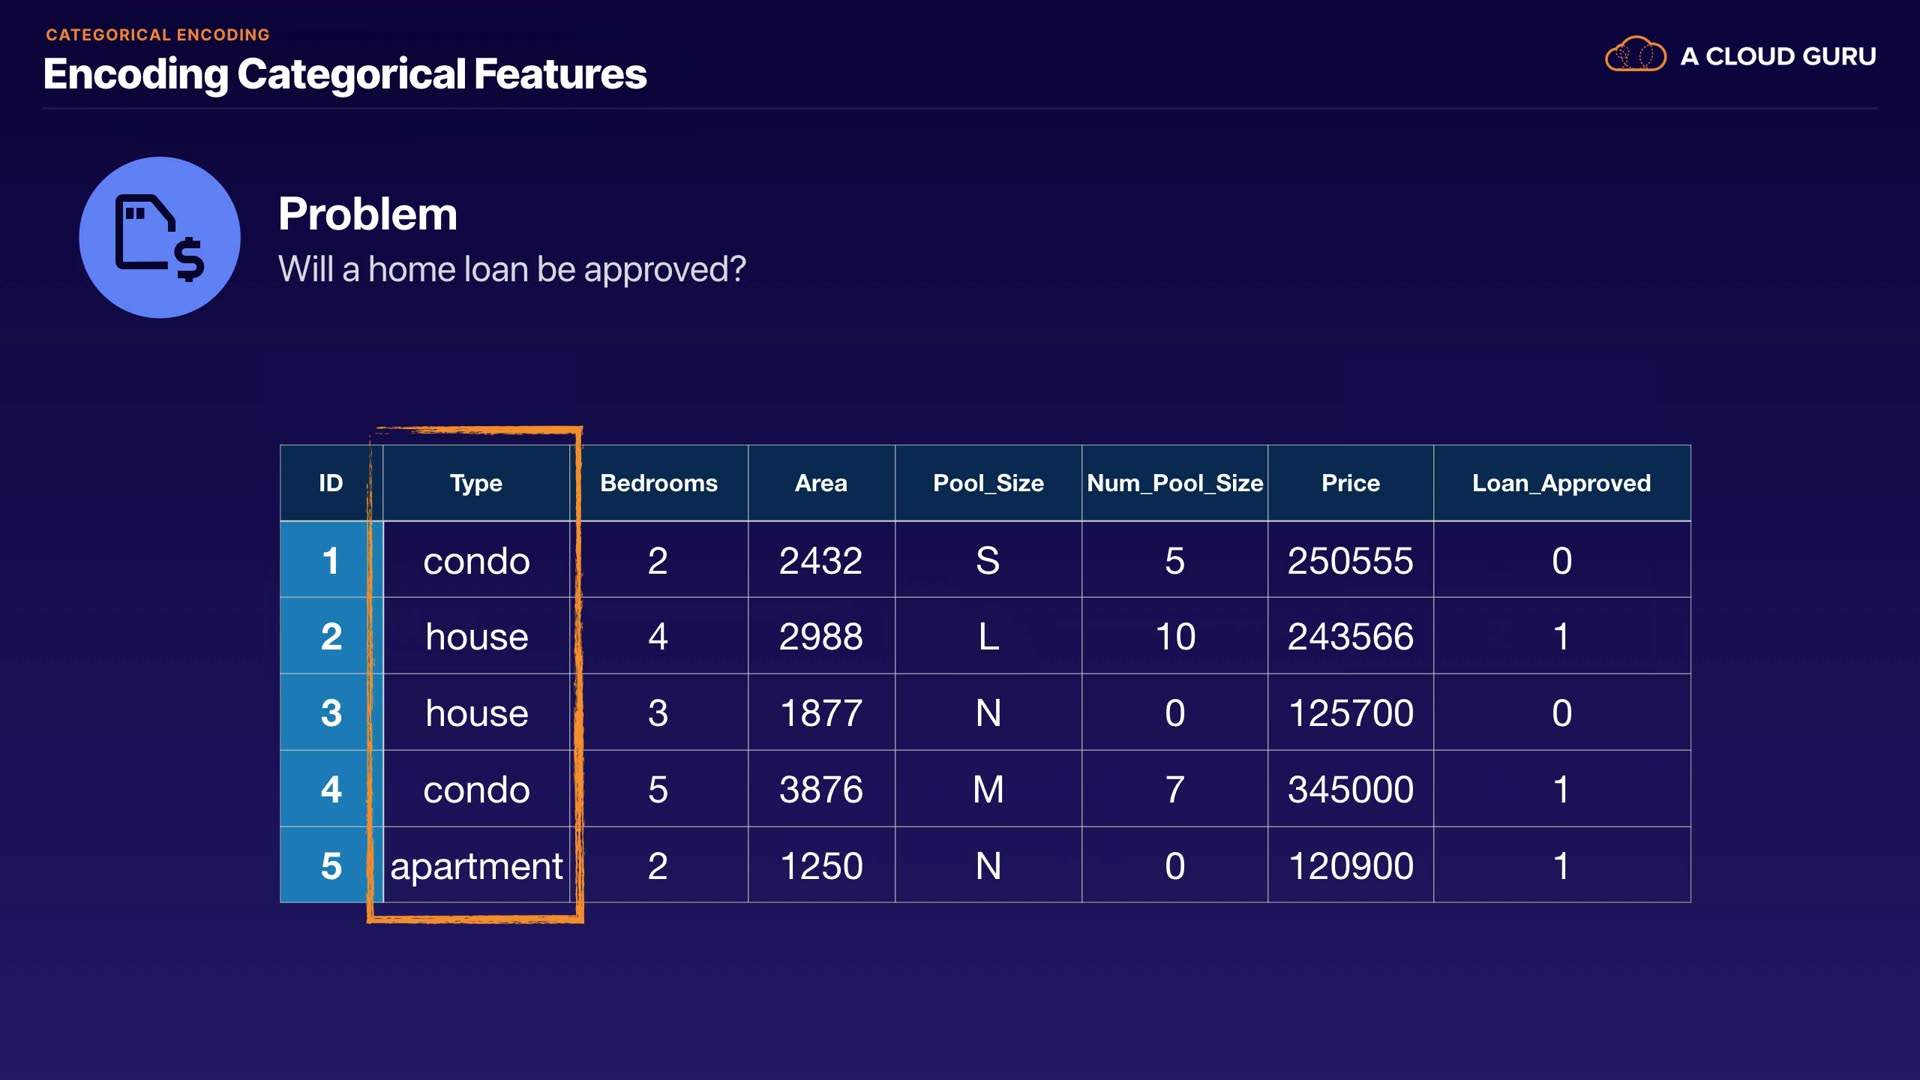 CATEGORICAL ENCODING
Encoding Categorical Features
A CLOUD GURU
Problem
Will a home loan be approved?
ID Type Bedrooms Area Pool_Size Num_Pool_Size Price Loan_Approved
1 condo 2 2432 S 5 250555 0
2 house 4 2988 L 10 243566 1
3 house 3 1877 N 0 125700 0
4 condo 5 3876 M 7 345000 1
5 apartment 2 1250 N 0 120900 1